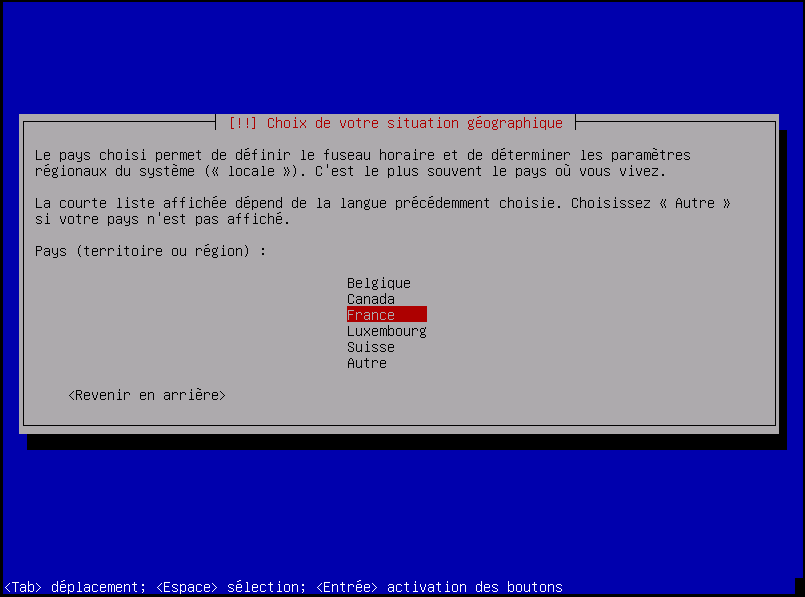 [!!] Choix de votre situation géographique
Le pays choisi permet de définir le fuseau horaire et de déterminer les paramètres
régionaux du système (« locale »). C'est le plus souvent le pays où vous vivez.
La courte liste affichée dépend de la langue précédemment choisie. Choisissez « Autre »
si votre pays n'est pas affiché.
Pays (territoire ou région) :
Belgique
Canada
France
Luxembourg
Suisse
Autre
<Revenir en arrière>
<Tab> déplacement; <Espace> sélection; <Entrée> activation des boutons